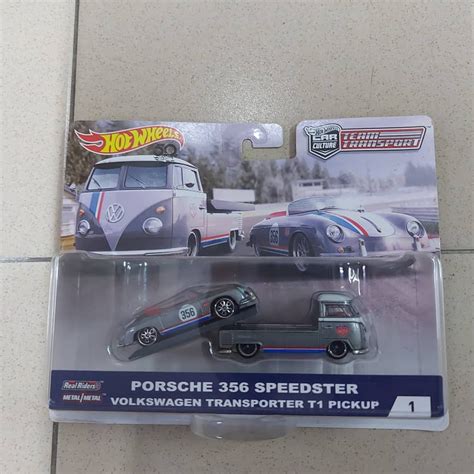 HOT WHEELS
CAR
CULTURE
TEAM
TRANSPORT
356
356
Real Riders
METAL/METAL
PORSCHE 356 SPEEDSTER
VOLKSWAGEN TRANSPORTER T1 PICKUP
1